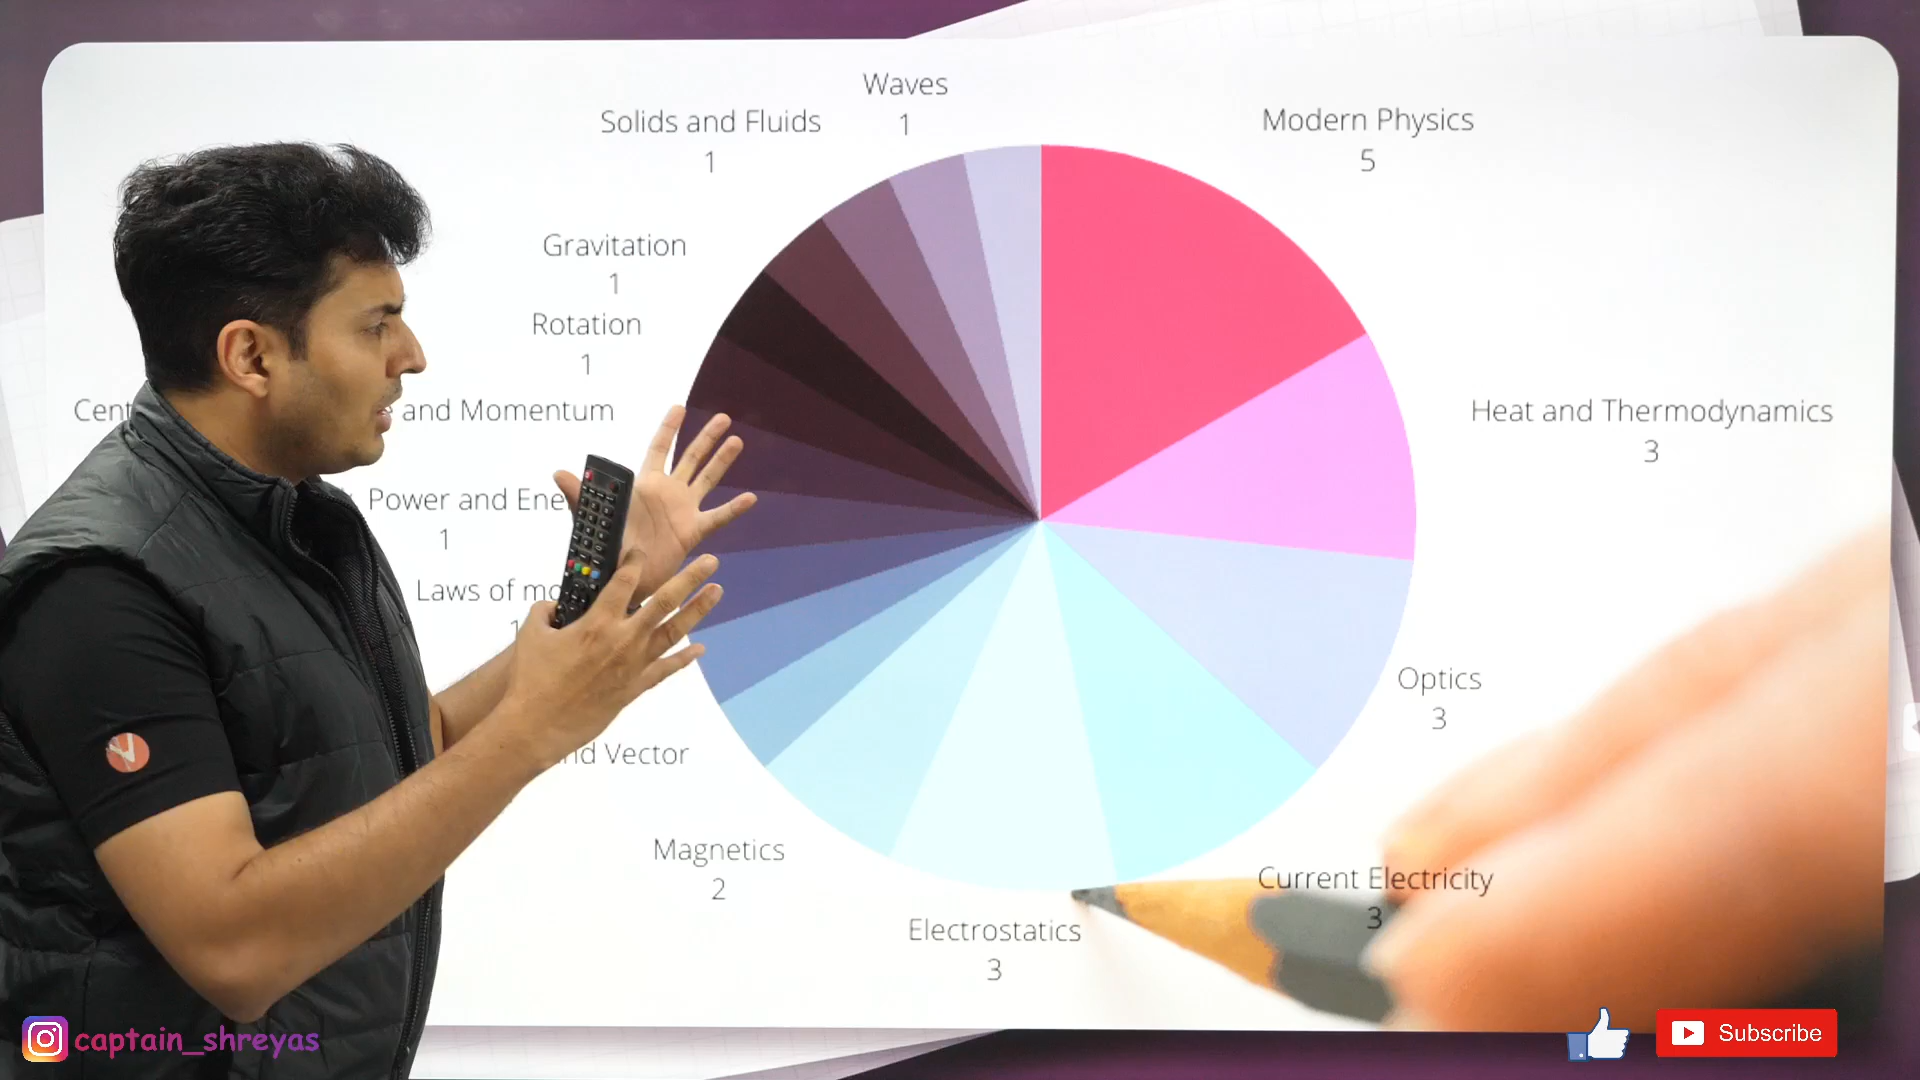 Waves
1
Solids and Fluids
1
Modern Physics
5
Gravitation
1
Rotation
1
and Momentum
Heat and Thermodynamics
3
Power and
1
Laws of
1
Optics
3
Vector
Magnetics
2
Current Electricity
3
Electrostatics
3
captain_shreyas
Subscribe